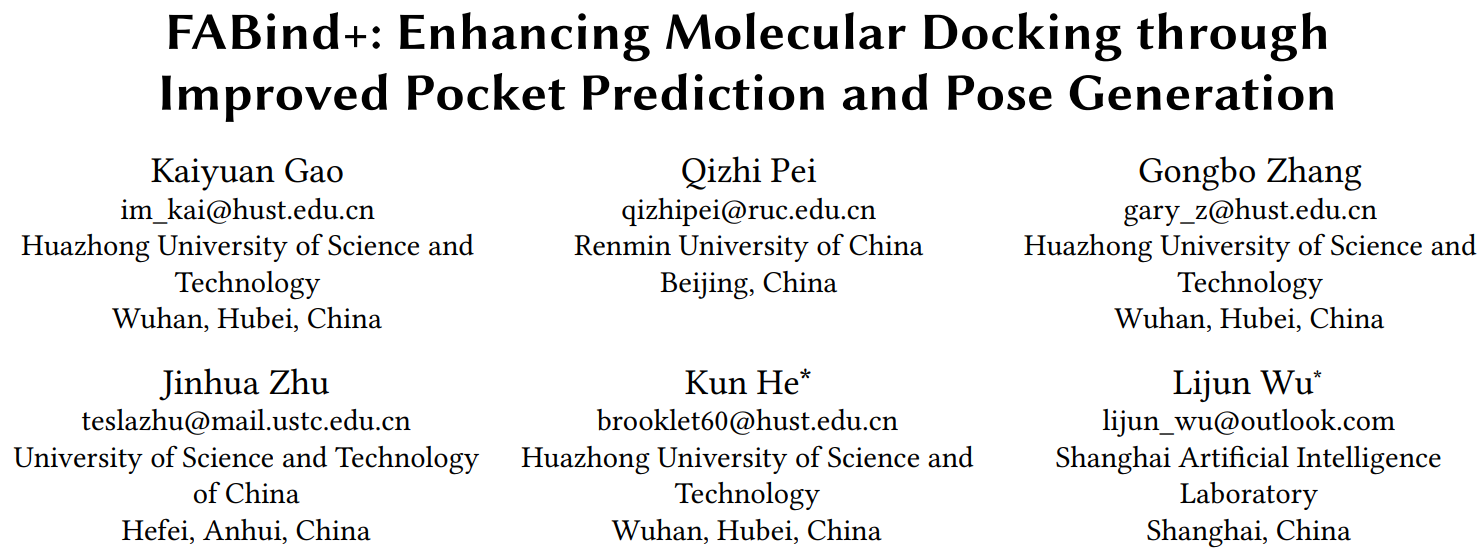 FABind+: Enhancing Molecular Docking through
Improved Pocket Prediction and Pose Generation
Kaiyuan Gao
im_kai@hust.edu.cn
Huazhong University of Science and
Technology
Wuhan, Hubei, China
Qizhi Pei
qizhipei@ruc.edu.cn
Renmin University of China
Beijing, China
Gongbo Zhang
gary_z@hust.edu.cn
Huazhong University of Science and
Technology
Wuhan, Hubei, China
Jinhua Zhu
teslazhu@mail.ustc.edu.cn
University of Science and Technology
of China
Hefei, Anhui, China
Kun He*
brooklet60@hust.edu.cn
Huazhong University of Science and
Technology
Wuhan, Hubei, China
Lijun Wu*
lijun_wu@outlook.com
Shanghai Artificial Intelligence
Laboratory
Shanghai, China